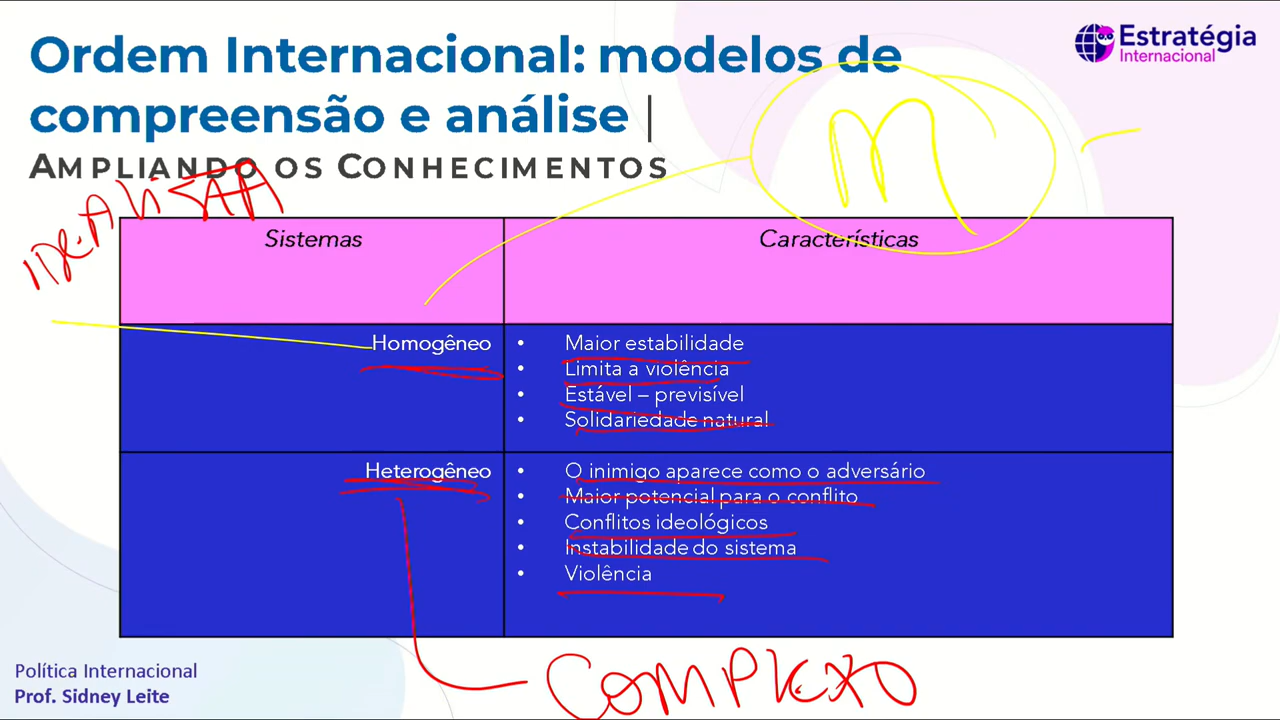 Ordem Internacional: modelos de
compreensão e análise |
AMPLIANDO OS CONHECIMENTOS
Estratégia
Internacional
M
Sistemas
Características
Homogêneo
• Maior estabilidade
• Limita a violência
• Estável – previsível
• Solidariedade natural
Heterogêneo
• O inimigo aparece como o adversário
• Maior potencial para o conflito
• Conflitos ideológicos
• Instabilidade do sistema
• Violência
COMPLEXO
Política Internacional
Prof. Sidney Leite